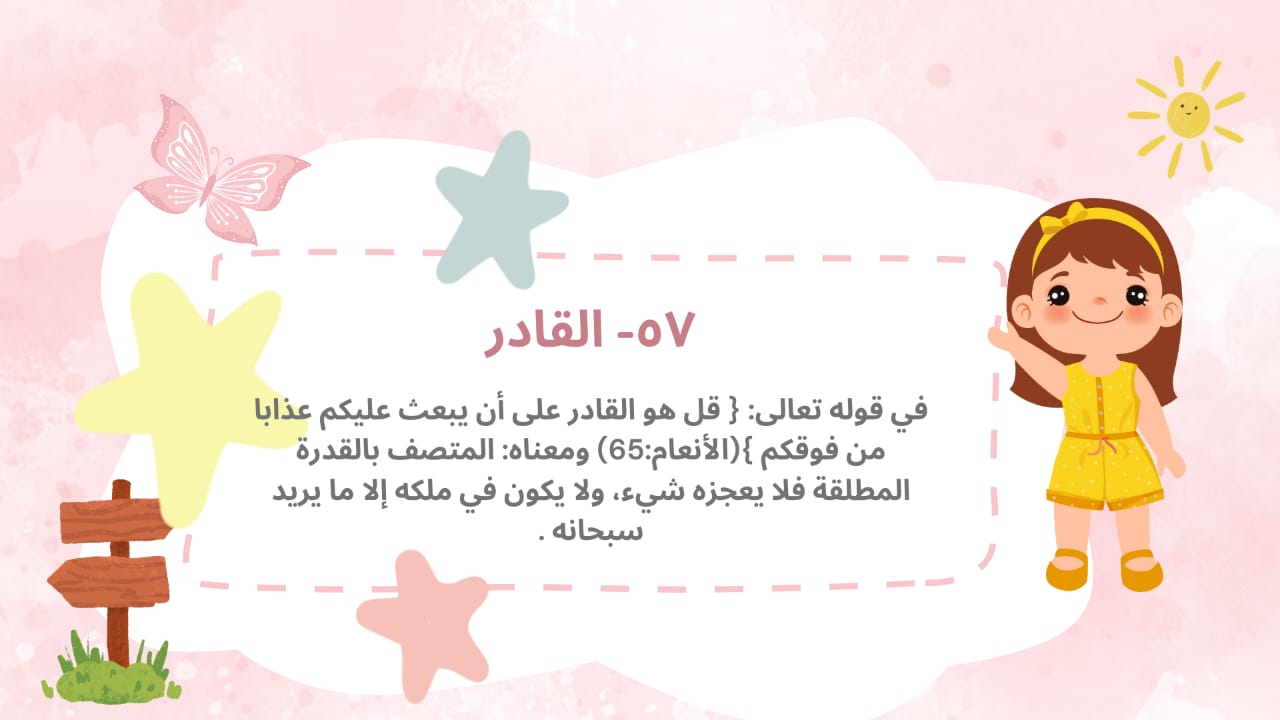 ٥٧- القادر
في قوله تعالى: { قل هو القادر على أن يبعث عليكم عذابا
من فوقكم }(الأنعام:65) ومعناه: المتصف بالقدرة
المطلقة فلا يعجزه شيء، ولا يكون في ملكه إلا ما يريد
سبحانه .